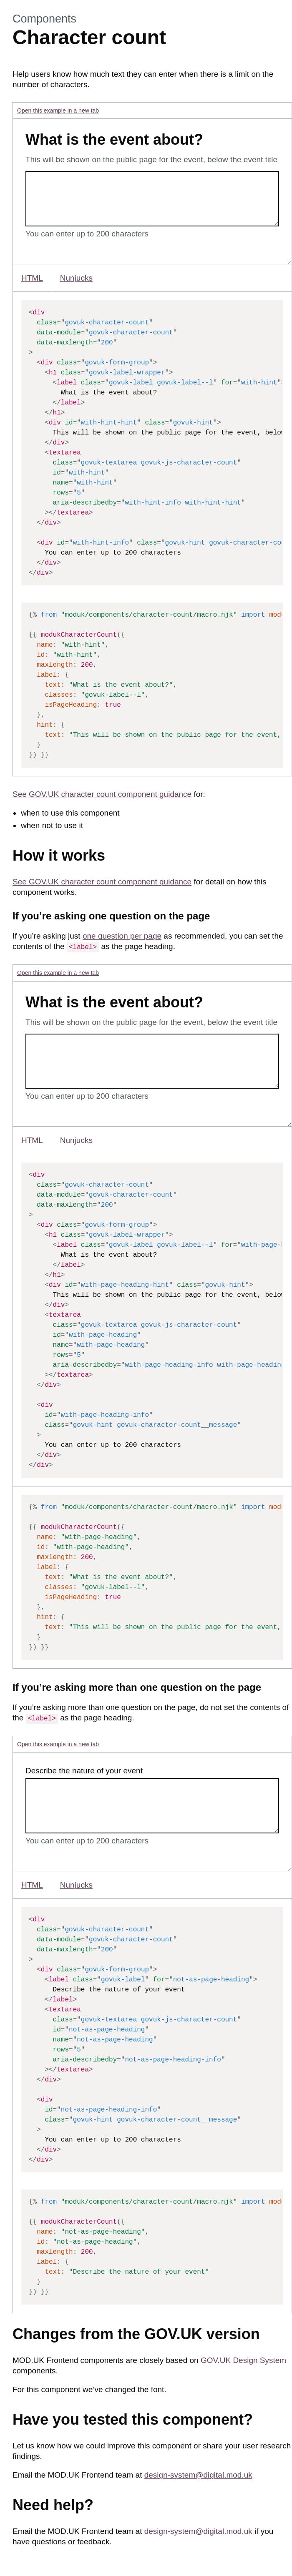 Components
Character count
Help users know how much text they can enter when there is a limit on the
number of characters.
Open this example in a new tab
What is the event about?
This will be shown on the public page for the event, below the event title
You can enter up to 200 characters
HTML Nunjucks
<div
class="govuk-character-count"
data-module="govuk-character-count"
data-maxlength="200"
>
<div class="govuk-form-group">
<h1 class="govuk-label-wrapper">
<label class="govuk-label govuk-label--l" for="with-hint"
What is the event about?
</label>
</h1>
<div id="with-hint-hint" class="govuk-hint">
This will be shown on the public page for the event, below
</div>
<textarea
class="govuk-textarea govuk-js-character-count"
id="with-hint"
name="with-hint"
rows="5"
aria-describedby="with-hint-info with-hint-hint"
></textarea>
</div>
<div id="with-hint-info" class="govuk-hint govuk-character-cou
You can enter up to 200 characters
</div>
</div>
{% from "moduk/components/character-count/macro.njk" import mod
{{ modukCharacterCount({
name: "with-hint",
id: "with-hint",
maxlength: 200,
label: {
text: "What is the event about?",
classes: "govuk-label--l",
isPageHeading: true
},
hint: {
text: "This will be shown on the public page for the event,
}
}) }}
See GOV.UK character count component guidance for:
• when to use this component
• when not to use it
How it works
See GOV.UK character count component guidance for detail on how this
component works.
If you’re asking one question on the page
If you’re asking just one question per page as recommended, you can set the
contents of the <label> as the page heading.
Open this example in a new tab
What is the event about?
This will be shown on the public page for the event, below the event title
You can enter up to 200 characters
HTML Nunjucks
<div
class="govuk-character-count"
data-module="govuk-character-count"
data-maxlength="200"
>
<div class="govuk-form-group">
<h1 class="govuk-label-wrapper">
<label class="govuk-label govuk-label--l" for="with-page-h
What is the event about?
</label>
</h1>
<div id="with-page-heading-hint" class="govuk-hint">
This will be shown on the public page for the event, below
</div>
<textarea
class="govuk-textarea govuk-js-character-count"
id="with-page-heading"
name="with-page-heading"
rows="5"
aria-describedby="with-page-heading-info with-page-heading
></textarea>
</div>
<div
id="with-page-heading-info"
class="govuk-hint govuk-character-count__message"
>
You can enter up to 200 characters
</div>
</div>
{% from "moduk/components/character-count/macro.njk" import mod
{{ modukCharacterCount({
name: "with-page-heading",
id: "with-page-heading",
maxlength: 200,
label: {
text: "What is the event about?",
classes: "govuk-label--l",
isPageHeading: true
},
hint: {
text: "This will be shown on the public page for the event,
}
}) }}
If you’re asking more than one question on the page
If you’re asking more than one question on the page, do not set the contents of
the <label> as the page heading.
Open this example in a new tab
Describe the nature of your event
You can enter up to 200 characters
HTML Nunjucks
<div
class="govuk-character-count"
data-module="govuk-character-count"
data-maxlength="200"
>
<div class="govuk-form-group">
<label class="govuk-label" for="not-as-page-heading">
Describe the nature of your event
</label>
<textarea
class="govuk-textarea govuk-js-character-count"
id="not-as-page-heading"
name="not-as-page-heading"
rows="5"
aria-describedby="not-as-page-heading-info"
></textarea>
</div>
<div
id="not-as-page-heading-info"
class="govuk-hint govuk-character-count__message"
>
You can enter up to 200 characters
</div>
</div>
{% from "moduk/components/character-count/macro.njk" import mod
{{ modukCharacterCount({
name: "not-as-page-heading",
id: "not-as-page-heading",
maxlength: 200,
label: {
text: "Describe the nature of your event"
}
}) }}
Changes from the GOV.UK version
MOD.UK Frontend components are closely based on GOV.UK Design System
components.
For this component we’ve changed the font.
Have you tested this component?
Let us know how we could improve this component or share your user research
findings.
Email the MOD.UK Frontend team at design-system@digital.mod.uk
Need help?
Email the MOD.UK Frontend team at design-system@digital.mod.uk if you
have questions or feedback.